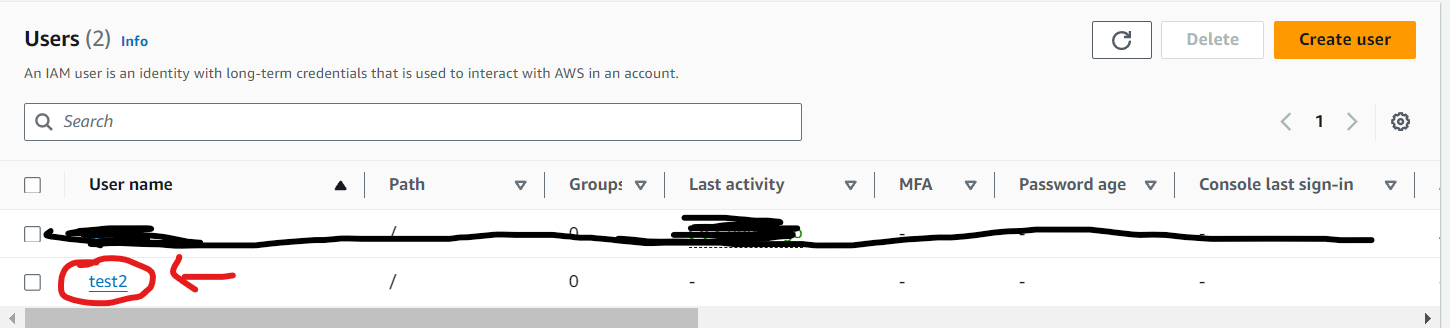 Users (2) Info
Delete
Create user
An IAM user is an identity with long-term credentials that is used to interact with AWS in an account.
Search
1
User name Path Groups Last activity MFA Password age Console last sign-in
/ 0 - - -
test2 / 0 - - - -